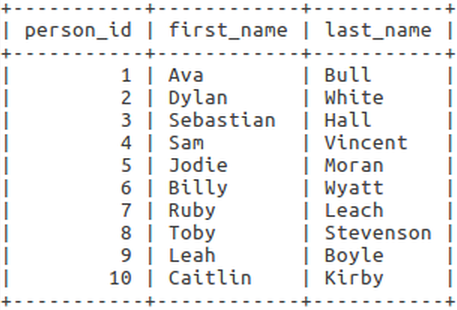 +-----------+------------+-----------+
| person_id | first_name | last_name |
+-----------+------------+-----------+
|         1 | Ava        | Bull      |
|         2 | Dylan      | White     |
|         3 | Sebastian  | Hall      |
|         4 | Sam        | Vincent   |
|         5 | Jodie      | Moran     |
|         6 | Billy      | Wyatt     |
|         7 | Ruby       | Leach     |
|         8 | Toby       | Stevenson |
|         9 | Leah       | Boyle     |
|        10 | Caitlin    | Kirby     |
+-----------+------------+-----------+